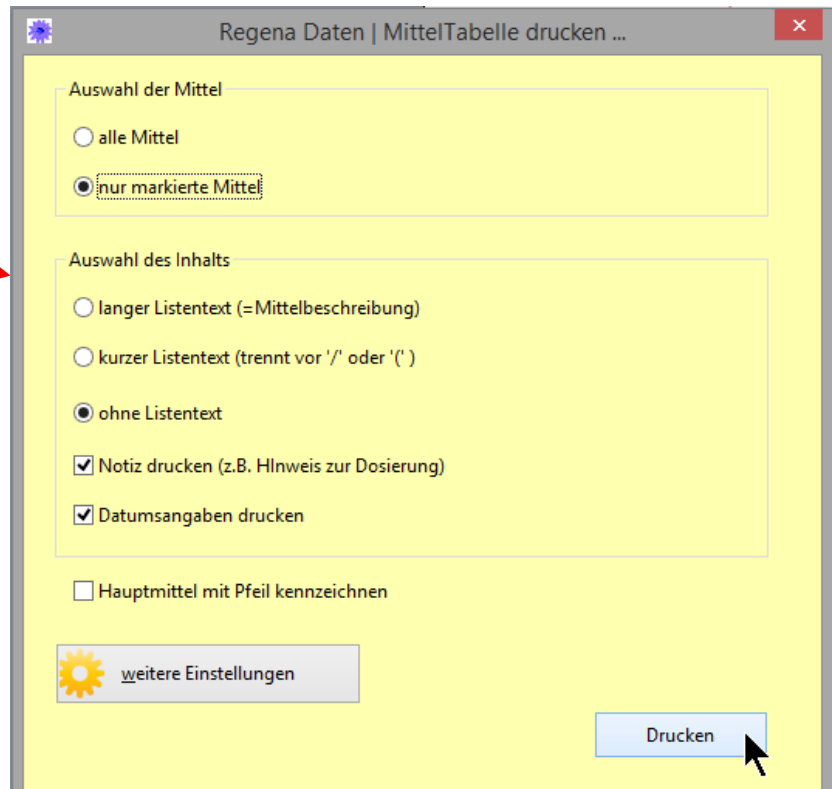 Regena Daten | MittelTabelle drucken ...
Auswahl der Mittel
alle Mittel
nur markierte Mittel
Auswahl des Inhalts
langer Listentext (=Mittelbeschreibung)
kurzer Listentext (trennt vor '/' oder '(' )
ohne Listentext
Notiz drucken (z.B. HInweis zur Dosierung)
Datumsangaben drucken
Hauptmittel mit Pfeil kennzeichnen
weitere Einstellungen
Drucken